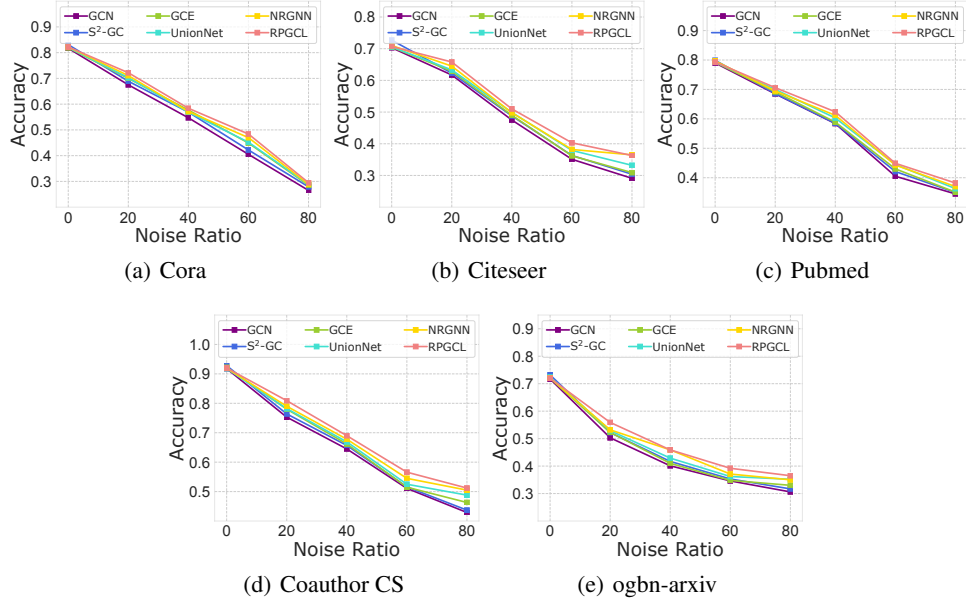 GCN GCE NRGNN
S²-GC UnionNet RPGCL
Accuracy
0.9
0.8
0.7
0.6
0.5
0.4
0.3
0 20 40 60 80
Noise Ratio
(a) Cora
GCN GCE NRGNN
S²-GC UnionNet RPGCL
Accuracy
0.8
0.7
0.6
0.5
0.4
0.3
0 20 40 60 80
Noise Ratio
(b) Citeseer
GCN GCE NRGNN
S²-GC UnionNet RPGCL
Accuracy
1.0
0.9
0.8
0.7
0.6
0.5
0.4
0 20 40 60 80
Noise Ratio
(c) Pubmed
GCN GCE NRGNN
S²-GC UnionNet RPGCL
Accuracy
1.0
0.9
0.8
0.7
0.6
0.5
0 20 40 60 80
Noise Ratio
(d) Coauthor CS
GCN GCE NRGNN
S²-GC UnionNet RPGCL
Accuracy
0.9
0.8
0.7
0.6
0.5
0.4
0.3
0 20 40 60 80
Noise Ratio
(e) ogbn-arxiv